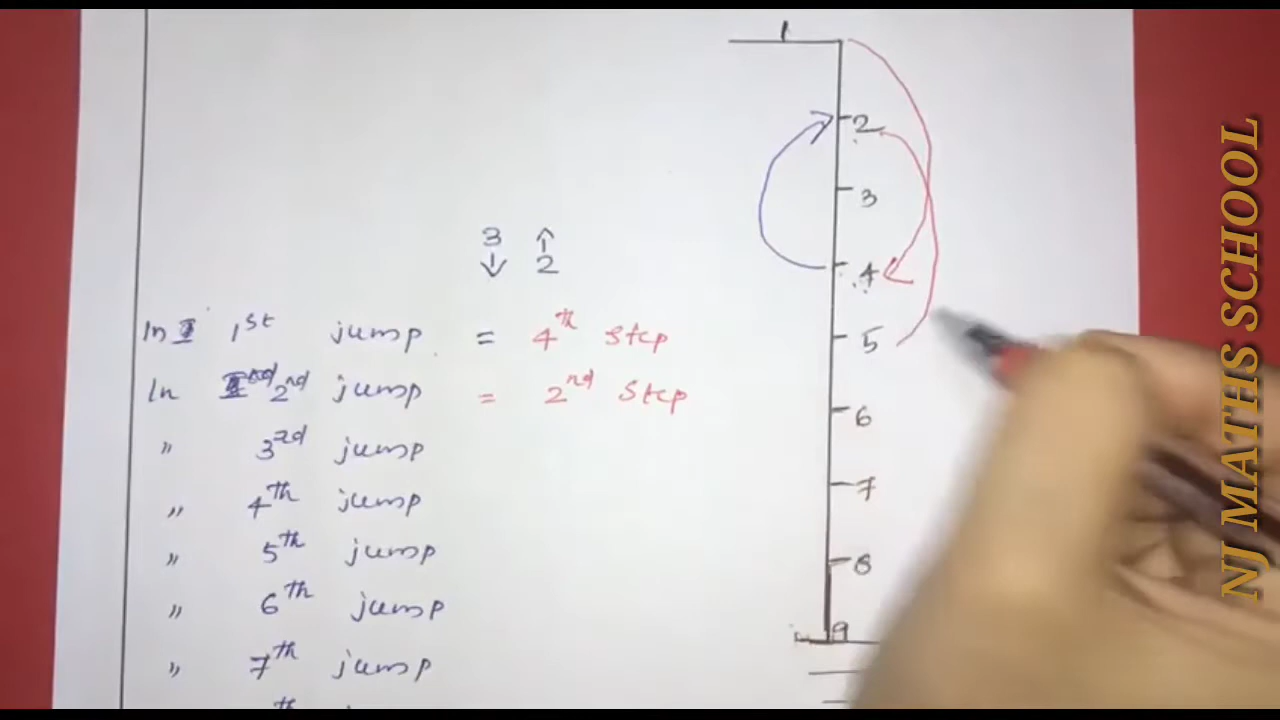 1
2
3
4
5
6
7
8
9
3 ↑
↓ 2
In 1st jump = 4th step
In 2nd jump = 2nd step
" 3rd jump
" 4th jump
" 5th jump
" 6th jump
" 7th jump
th
NJ MATHS SCHOOL